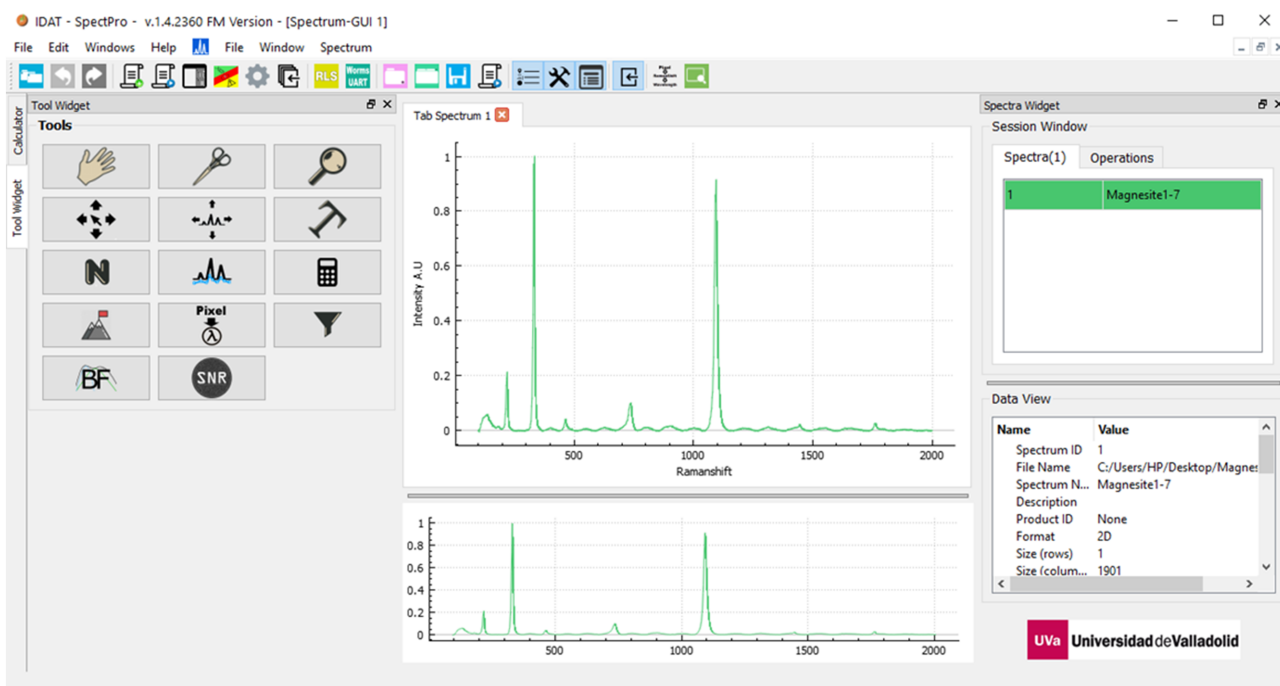 IDAT - SpectPro - v.1.4.2360 FM Version - [Spectrum-GUI 1]
File Edit Windows Help File Window Spectrum
RLS Worms UART Pixel Wavelength
Calculator
Tool Widget
Tool Widget
Tools
N
Pixel
λ
BF
SNR
Tab Spectrum 1
1
0.8
0.6
0.4
0.2
0
Intensity A.U
500 1000 1500 2000
Ramanshift
1
0.8
0.6
0.4
0.2
0
500 1000 1500 2000
Spectra Widget
Session Window
Spectra(1) Operations
1 Magnesite1-7
Data View
Name Value
Spectrum ID 1
File Name C:/Users/HP/Desktop/Magnes
Spectrum N... Magnesite1-7
Description
Product ID None
Format 2D
Size (rows) 1
Size (colum... 1901
UVa Universidad de Valladolid